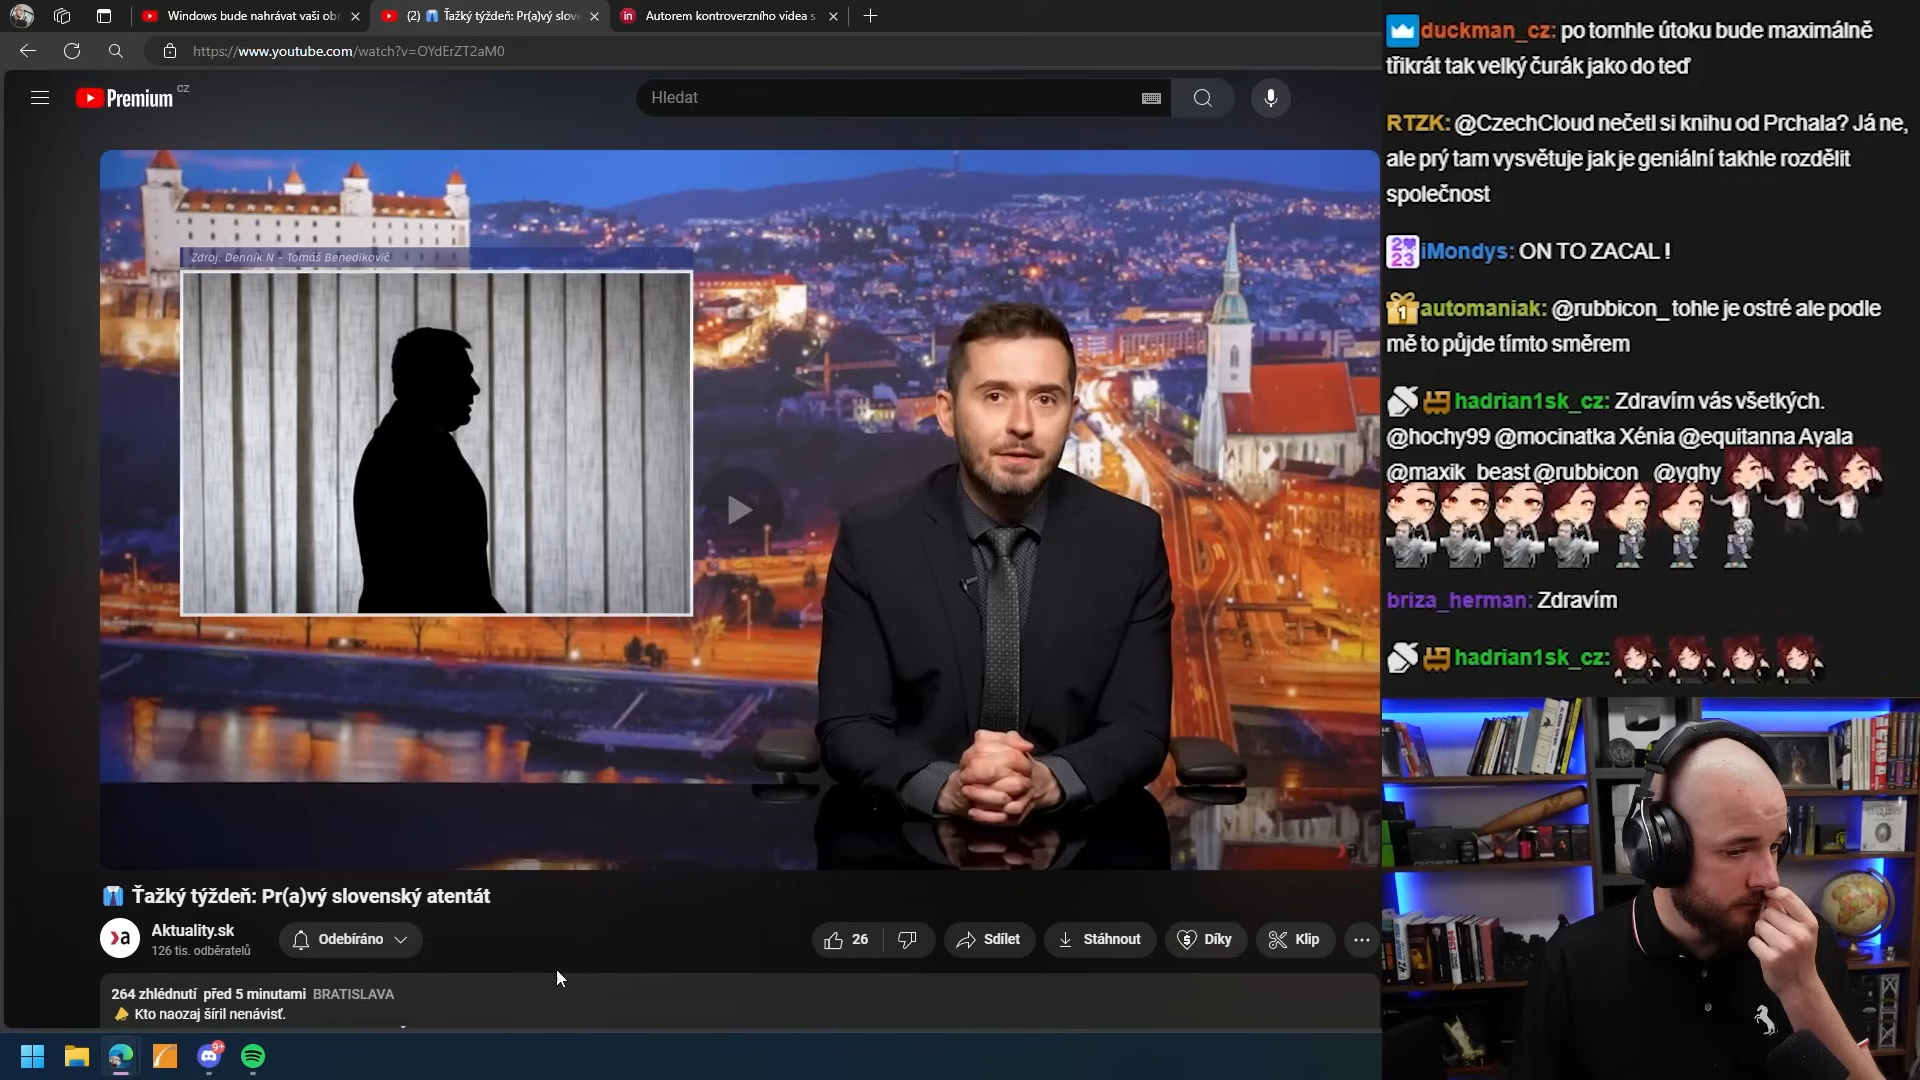 Windows bude nahrávat vaši ob
(2) Ťažký týždeň: Pr(a)vý slov
Autorem kontroverzního videa s
https://www.youtube.com/watch?v=OYdErZT2aM0
Premium CZ
Hledat
Zdroj: Denník N – Tomáš Benedikovič
Ťažký týždeň: Pr(a)vý slovenský atentát
Aktuality.sk
126 tis. odběratelů
Odebíráno
26
Sdílet
Stáhnout
Díky
Klip
264 zhlédnutí před 5 minutami BRATISLAVA
Kto naozaj šíril nenávisť.
9+
duckman_cz: po tomhle útoku bude maximálně
třikrát tak velký čurák jako do teď
RTZK: @CzechCloud nečetl si knihu od Prchala? Já ne,
ale prý tam vysvětuje jak je geniální takhle rozdělit
společnost
iMondys: ON TO ZACAL !
automaniak: @rubbicon_ tohle je ostré ale podle
mě to půjde tímto směrem
hadrian1sk_cz: Zdravím vás všetkých.
@hochy99 @mocinatka Xénia @equitanna Ayala
@maxik_beast @rubbicon_ @yghy
briza_herman: Zdravím
hadrian1sk_cz:
1984